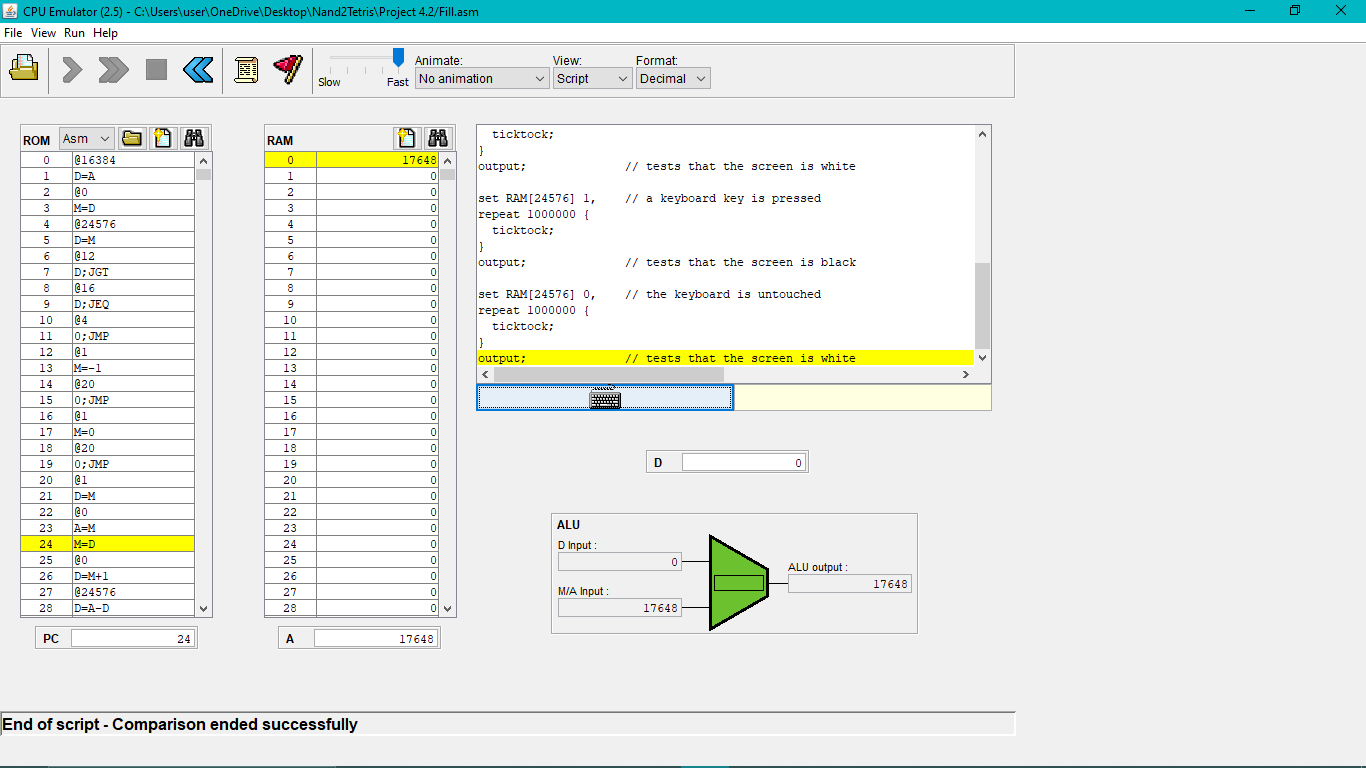 CPU Emulator (2.5) - C:\Users\user\OneDrive\Desktop\Nand2Tetris\Project 4.2/Fill.asm
File View Run Help
Slow Fast
Animate: View: Format:
No animation Script Decimal
ROM Asm
0 @16384
1 D=A
2 @0
3 M=D
4 @24576
5 D=M
6 @12
7 D;JGT
8 @16
9 D;JEQ
10 @4
11 0;JMP
12 @1
13 M=-1
14 @20
15 0;JMP
16 @1
17 M=0
18 @20
19 0;JMP
20 @1
21 D=M
22 @0
23 A=M
24 M=D
25 @0
26 D=M+1
27 @24576
28 D=A-D
PC 24
RAM
0 17648
1 0
2 0
3 0
4 0
5 0
6 0
7 0
8 0
9 0
10 0
11 0
12 0
13 0
14 0
15 0
16 0
17 0
18 0
19 0
20 0
21 0
22 0
23 0
24 0
25 0
26 0
27 0
28 0
A 17648
ticktock;
}
output; // tests that the screen is white
set RAM[24576] 1, // a keyboard key is pressed
repeat 1000000 {
ticktock;
}
output; // tests that the screen is black
set RAM[24576] 0, // the keyboard is untouched
repeat 1000000 {
ticktock;
}
output; // tests that the screen is white
D 0
ALU
D Input :
0
M/A Input :
17648
ALU output :
17648
End of script - Comparison ended successfully